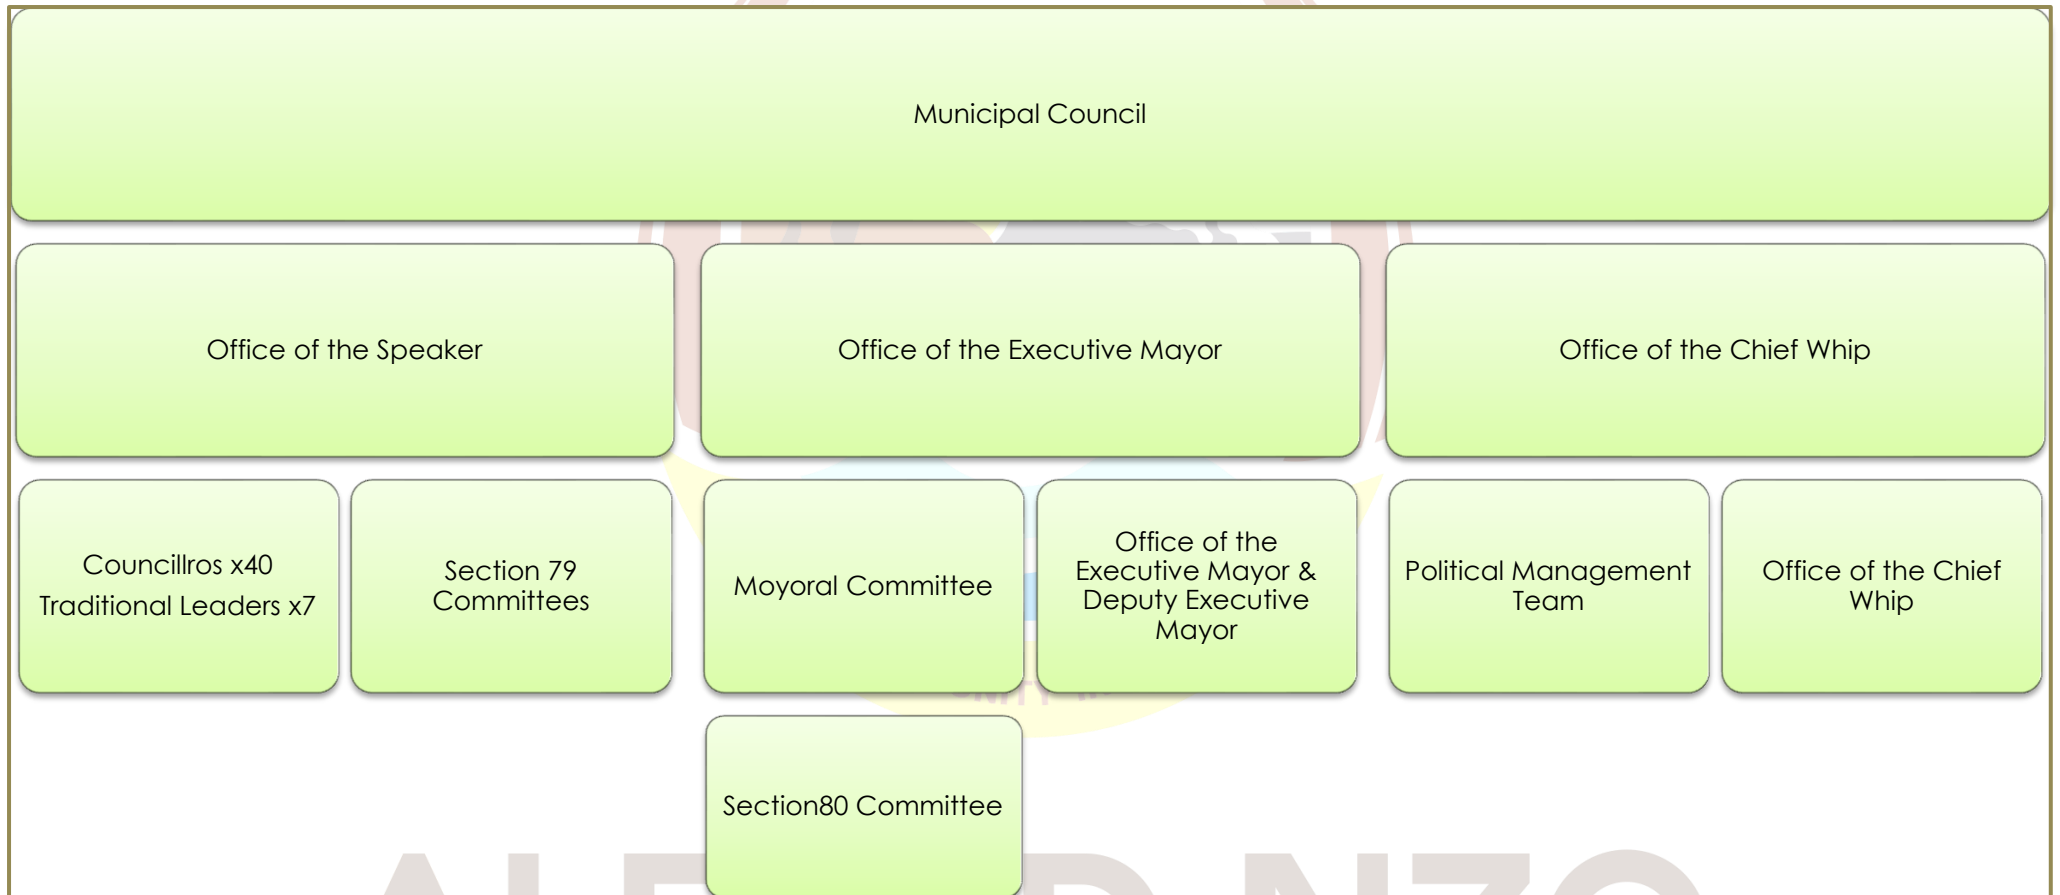 Municipal Council
Office of the Speaker
Office of the Executive Mayor
Office of the Chief Whip
Councillros x40
Traditional Leaders x7
Section 79
Committees
Moyoral Committee
Office of the
Executive Mayor &
Deputy Executive
Mayor
Political Management
Team
Office of the Chief
Whip
UNITY
Section80 Committee
NZO